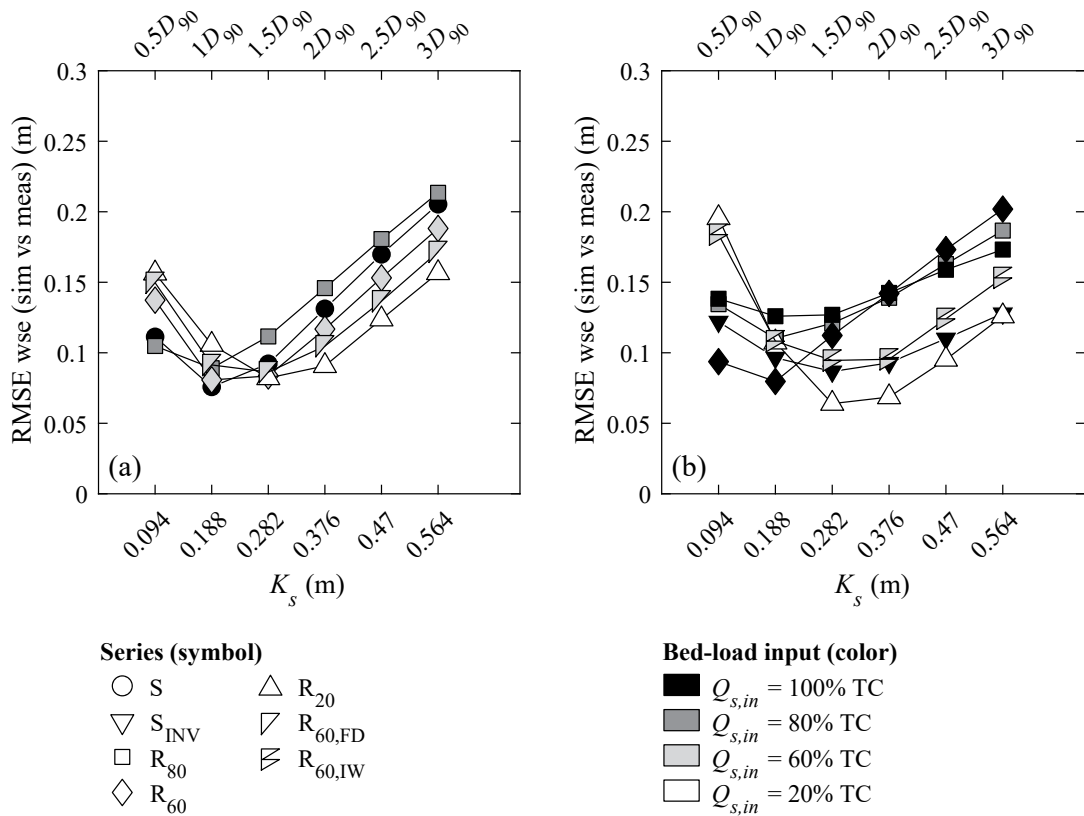 0.5D90 1D90 1.5D90 2D90 2.5D90 3D90
0.3
0.25
0.2
0.15
0.1
0.05
0
RMSE wse (sim vs meas) (m)
(a)
0.094 0.188 0.282 0.376 0.47 0.564
Ks (m)
0.5D90 1D90 1.5D90 2D90 2.5D90 3D90
0.3
0.25
0.2
0.15
0.1
0.05
0
RMSE wse (sim vs meas) (m)
(b)
0.094 0.188 0.282 0.376 0.47 0.564
Ks (m)
Series (symbol)
S
SINV
R80
R60
R20
R60,FD
R60,IW
Bed-load input (color)
Qs,in = 100% TC
Qs,in = 80% TC
Qs,in = 60% TC
Qs,in = 20% TC